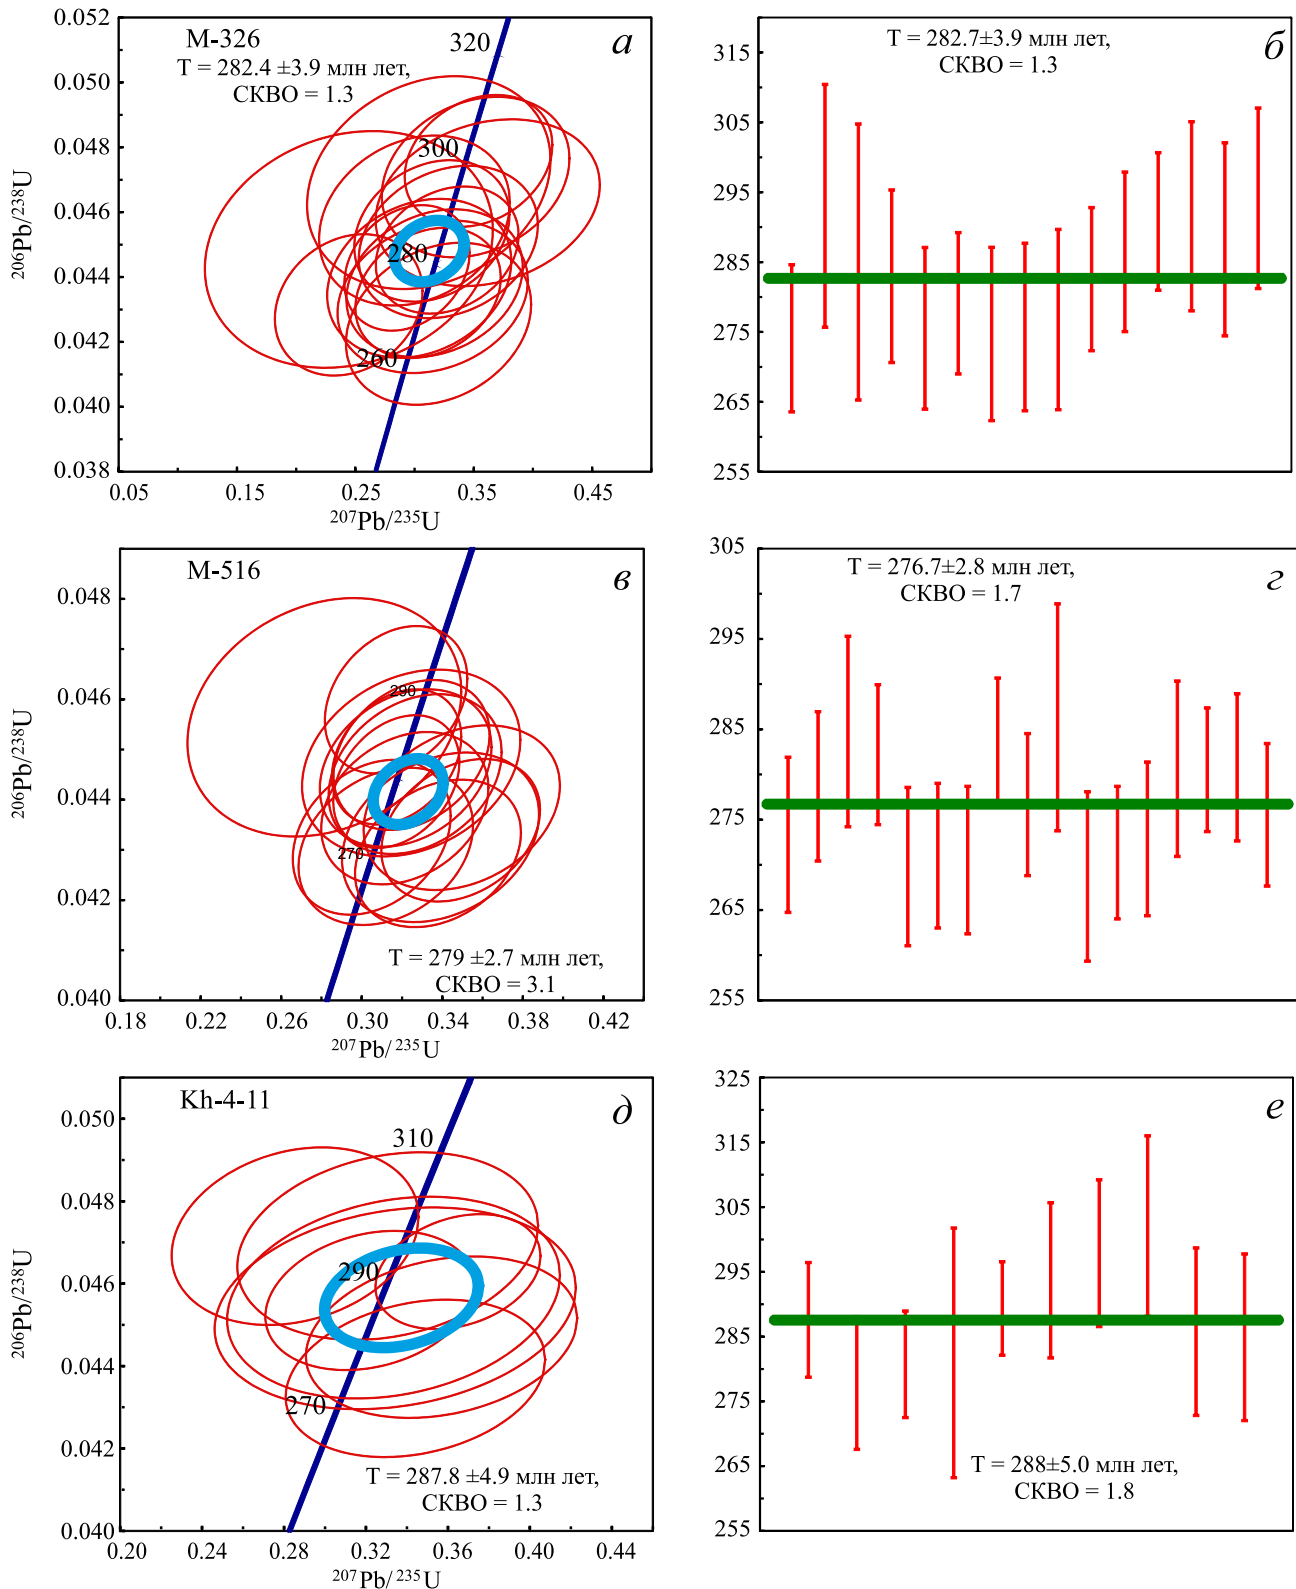 0.052
0.050
0.048
0.046
0.044
0.042
0.040
0.038
²⁰⁶Pb/²³⁸U
M-326
T = 282.4 ±3.9 млн лет,
СКВО = 1.3
320
300
280
260
а
0.05
0.15
0.25
0.35
0.45
²⁰⁷Pb/²³⁵U
315
305
295
285
275
265
255
T = 282.7±3.9 млн лет,
СКВО = 1.3
б
0.048
0.046
0.044
0.042
0.040
²⁰⁶Pb/²³⁸U
M-516
в
290
270
T = 279 ±2.7 млн лет,
СКВО = 3.1
0.18
0.22
0.26
0.30
0.34
0.38
0.42
²⁰⁷Pb/²³⁵U
305
295
285
275
265
255
T = 276.7±2.8 млн лет,
СКВО = 1.7
г
0.050
0.048
0.046
0.044
0.042
0.040
²⁰⁶Pb/²³⁸U
Kh-4-11
д
310
290
270
T = 287.8 ±4.9 млн лет,
СКВО = 1.3
0.20
0.24
0.28
0.32
0.36
0.40
0.44
²⁰⁷Pb/²³⁵U
325
315
305
295
285
275
265
255
е
T = 288±5.0 млн лет,
СКВО = 1.8